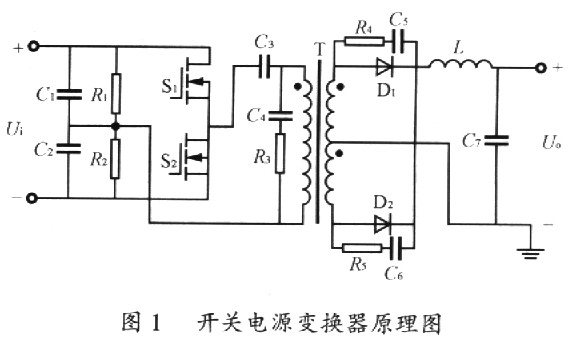 +
C₃
T
R₄
C₅
L
+
S₁
D₁
C₁
R₁
C₄
Uᵢ
C₂
R₂
S₂
R₃
C₇
Uₒ
−
D₂
−
R₅
C₆
图 1 开关电源变换器原理图